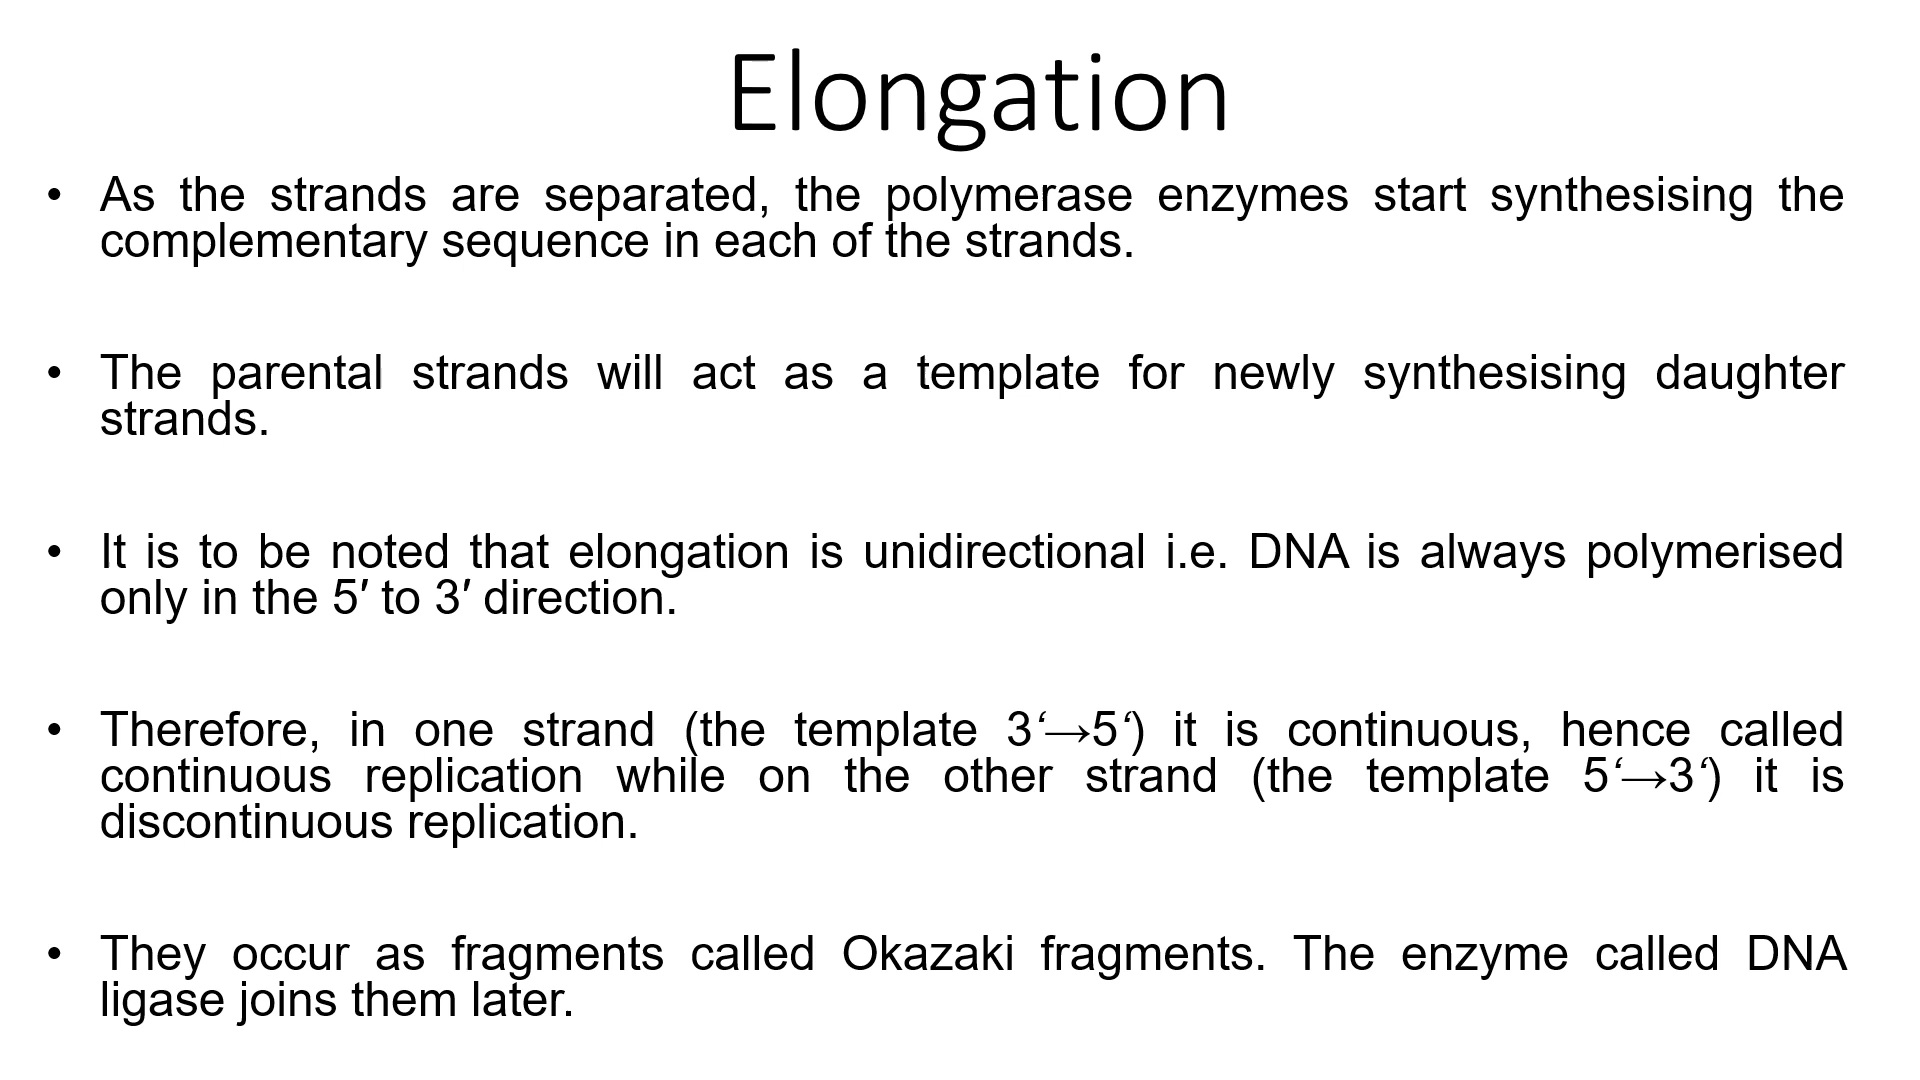 Elongation
• As the strands are separated, the polymerase enzymes start synthesising the
complementary sequence in each of the strands.
• The parental strands will act as a template for newly synthesising daughter
strands.
• It is to be noted that elongation is unidirectional i.e. DNA is always polymerised
only in the 5′ to 3′ direction.
• Therefore, in one strand (the template 3‘→5‘) it is continuous, hence called
continuous replication while on the other strand (the template 5‘→3‘) it is
discontinuous replication.
• They occur as fragments called Okazaki fragments. The enzyme called DNA
ligase joins them later.